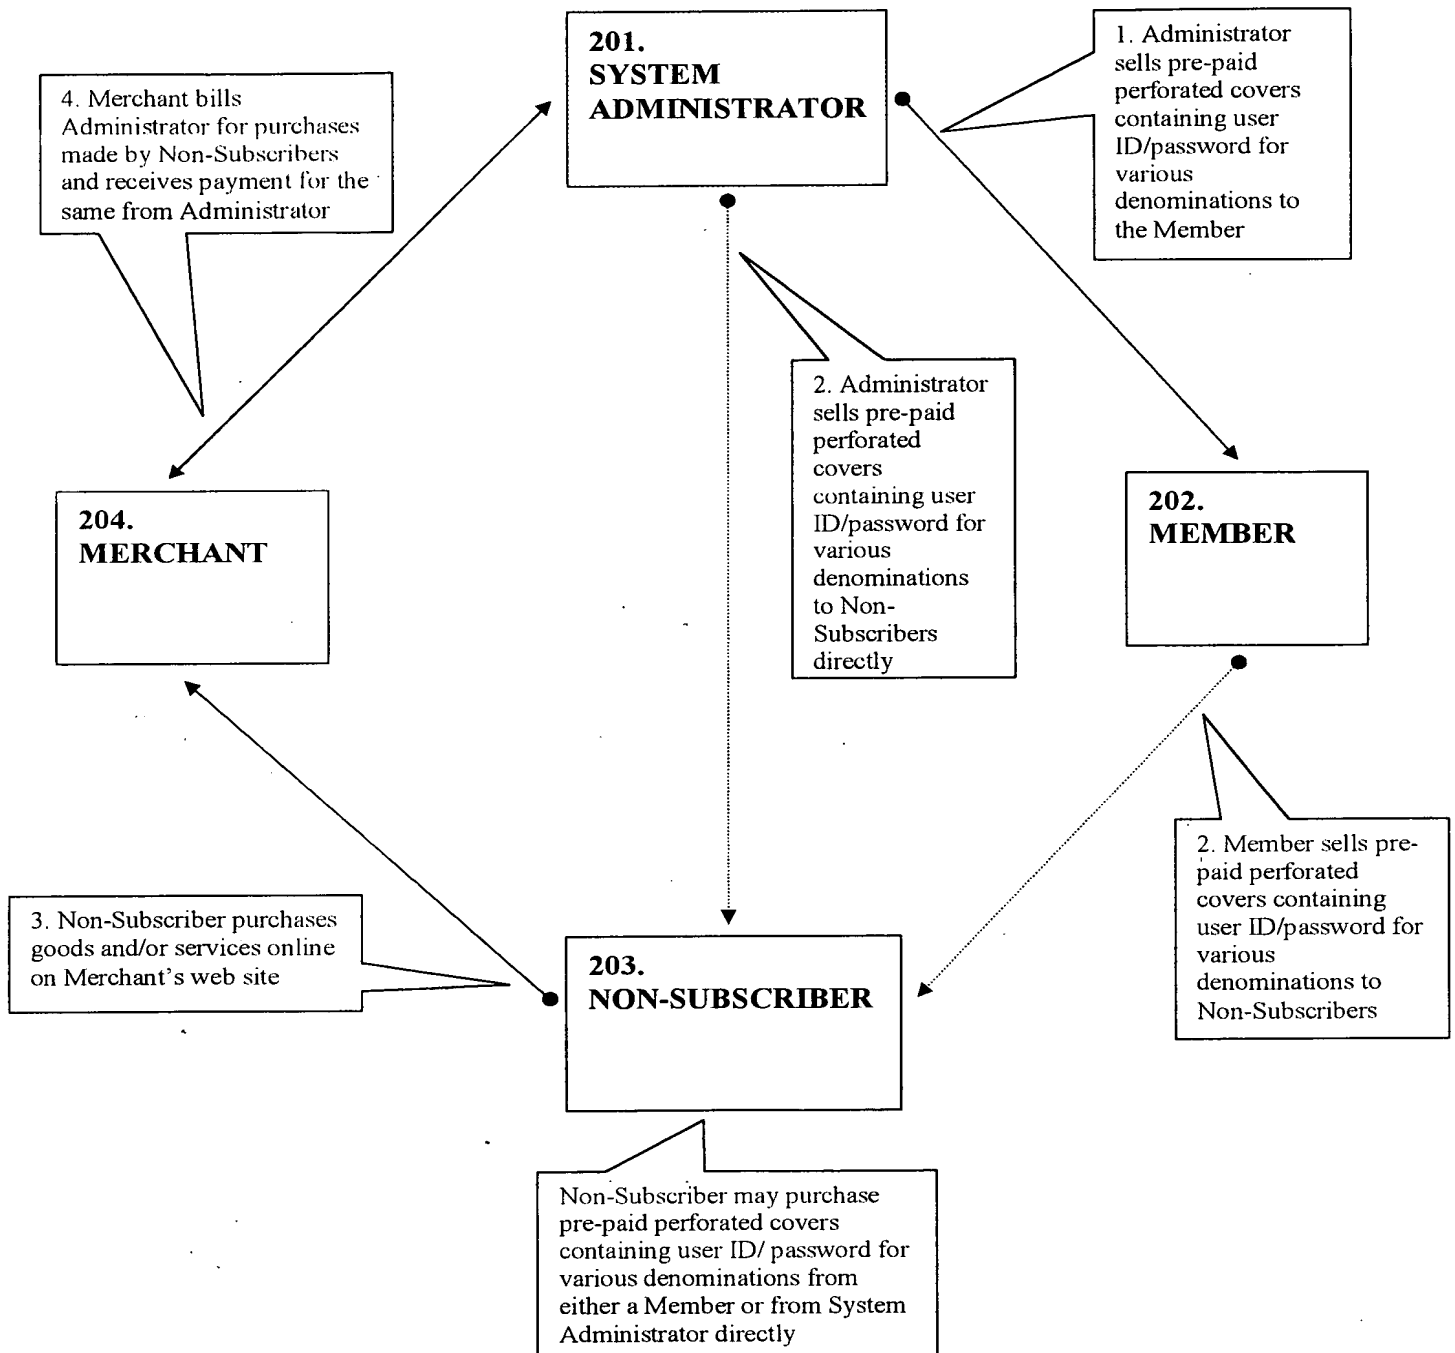 201.
SYSTEM
ADMINISTRATOR
1. Administrator
sells pre-paid
perforated covers
containing user
ID/password for
various
denominations to
the Member
4. Merchant bills
Administrator for purchases
made by Non-Subscribers
and receives payment for the
same from Administrator
2. Administrator
sells pre-paid
perforated
covers
containing user
ID/password for
various
denominations
to Non-
Subscribers
directly
204.
MERCHANT
202.
MEMBER
2. Member sells pre-
paid perforated
covers containing
user ID/password for
various
denominations to
Non-Subscribers
3. Non-Subscriber purchases
goods and/or services online
on Merchant's web site
203.
NON-SUBSCRIBER
Non-Subscriber may purchase
pre-paid perforated covers
containing user ID/ password for
various denominations from
either a Member or from System
Administrator directly